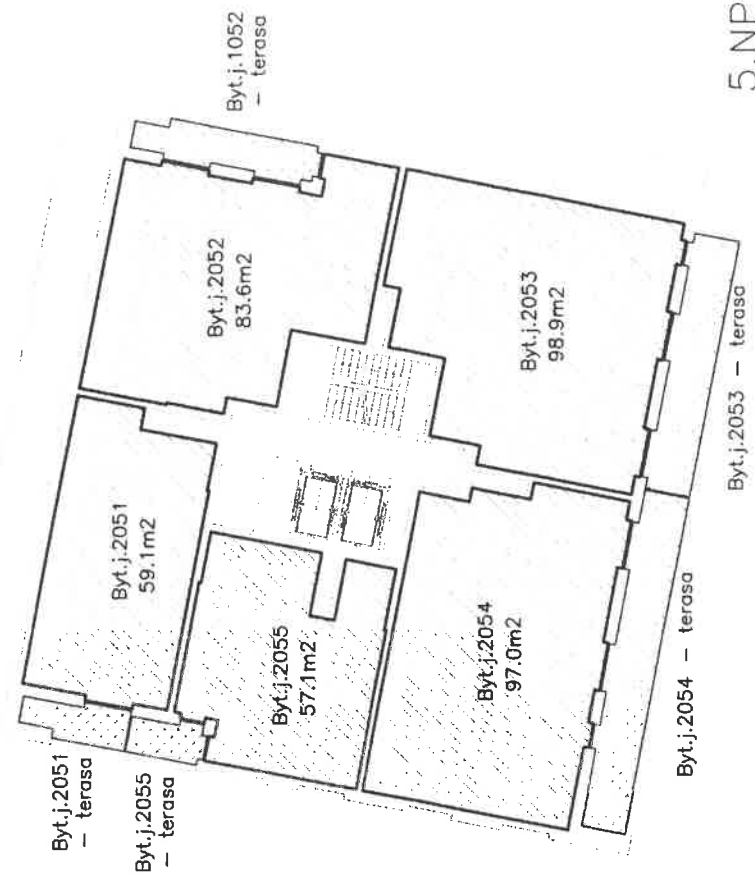 Byt.j.1052
– terasa
Byt.j.2052
83.6m2
Byt.j.2051
59.1m2
Byt.j.2053
98.9m2
Byt.j.2055
57.1m2
Byt.j.2054
97.0m2
Byt.j.2051
– terasa
Byt.j.2055
– terasa
Byt.j.2053 – terasa
Byt.j.2054 – terasa
5.NP